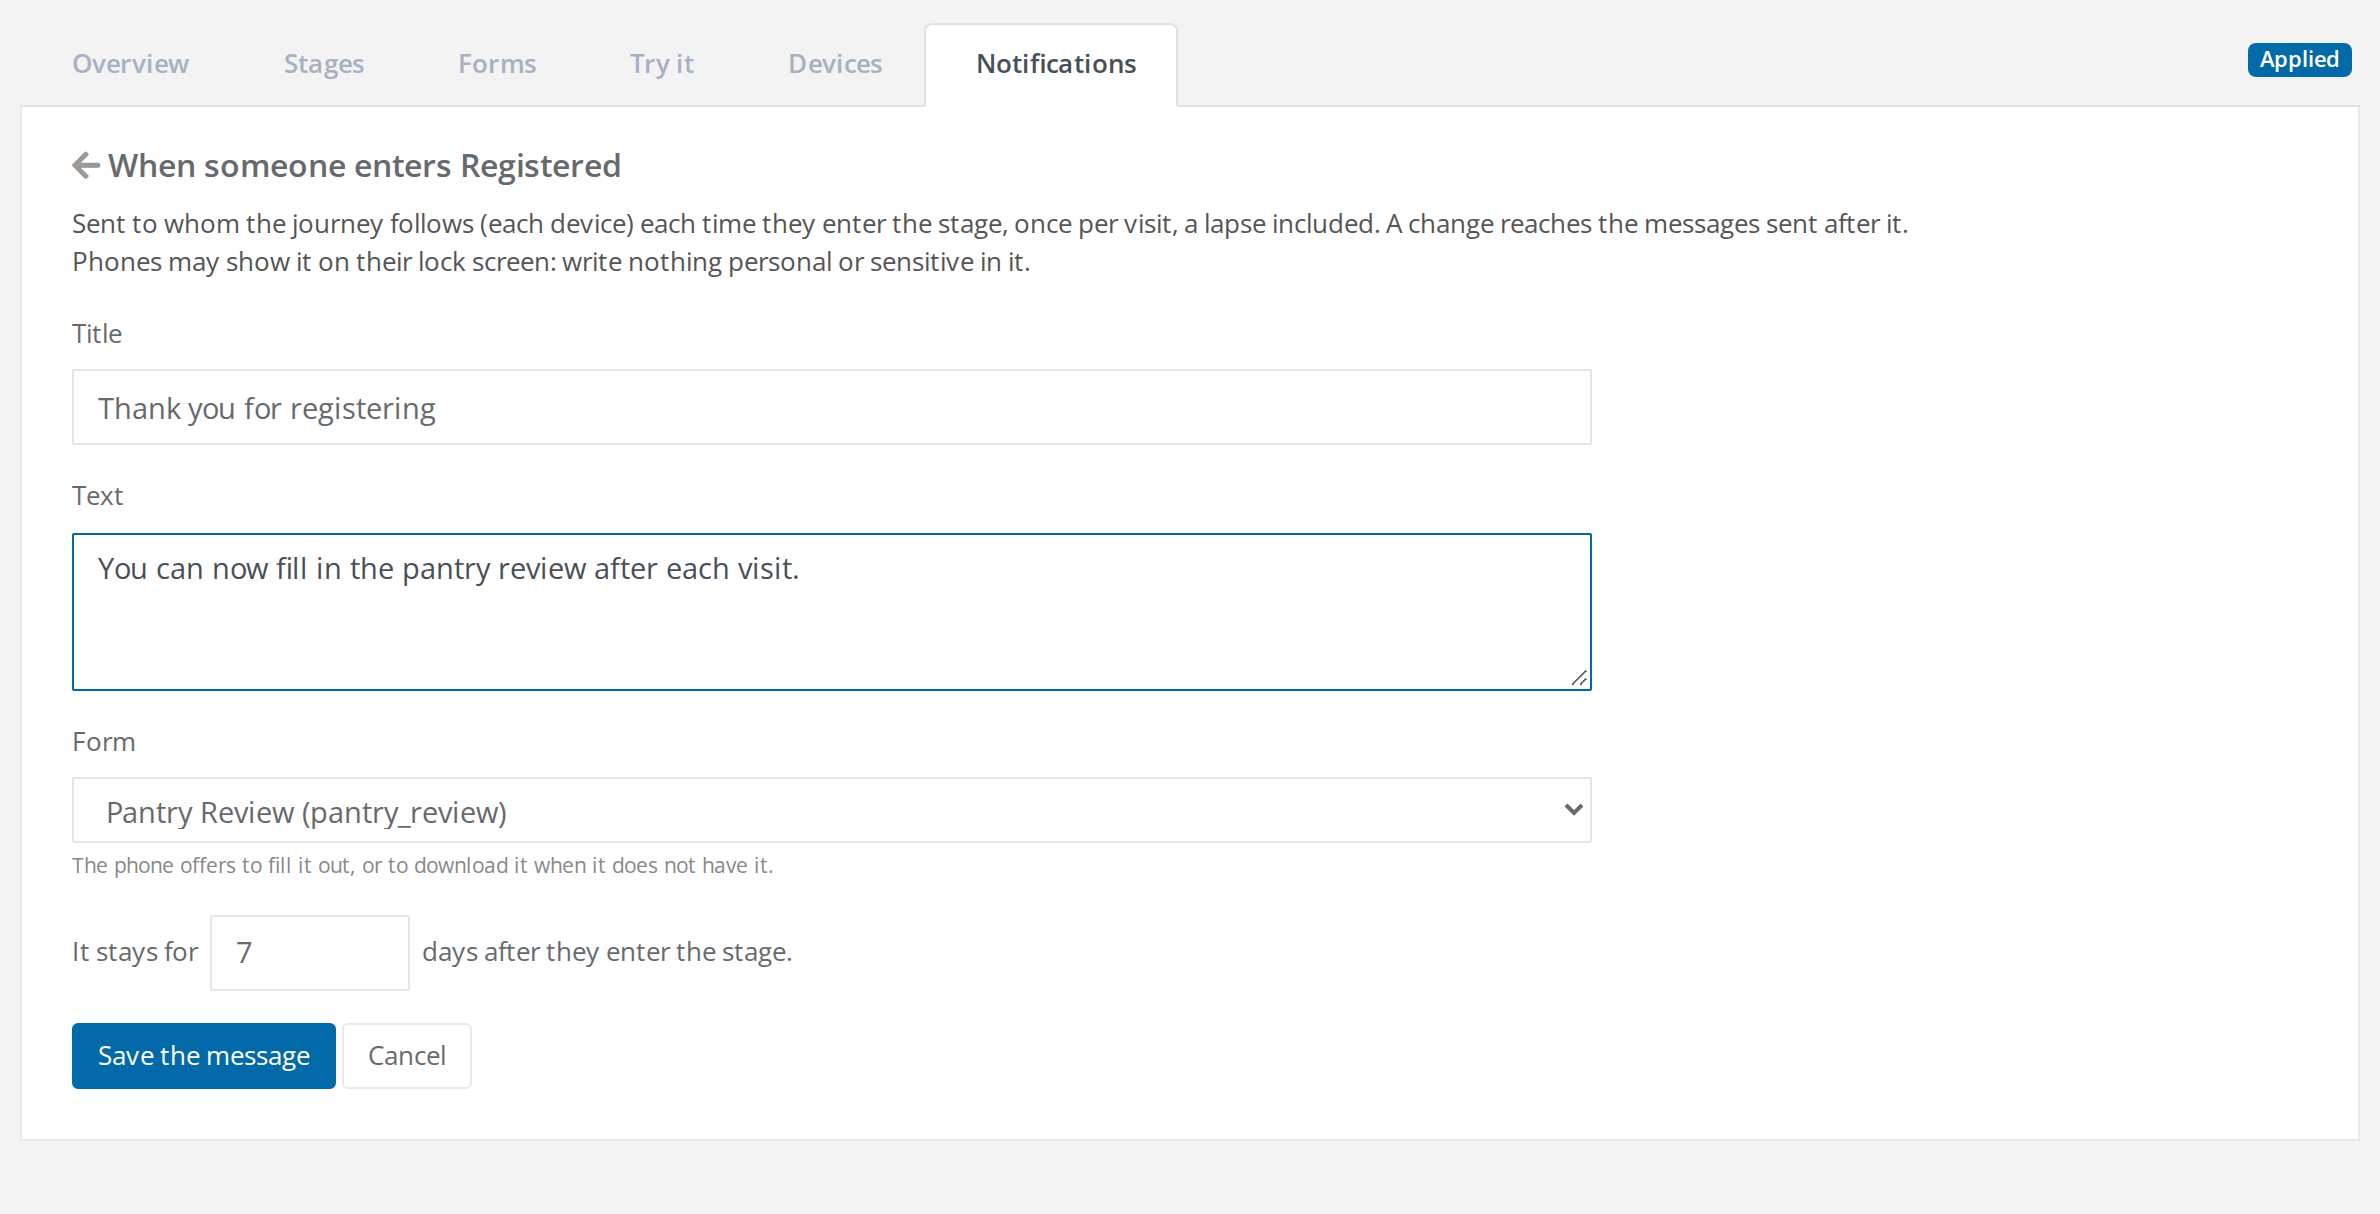 Overview
Stages
Forms
Try it
Devices
Notifications
Applied
When someone enters Registered
Sent to whom the journey follows (each device) each time they enter the stage, once per visit, a lapse included. A change reaches the messages sent after it.
Phones may show it on their lock screen: write nothing personal or sensitive in it.
Title
Thank you for registering
Text
You can now fill in the pantry review after each visit.
Form
Pantry Review (pantry_review)
The phone offers to fill it out, or to download it when it does not have it.
It stays for 7 days after they enter the stage.
Save the message
Cancel